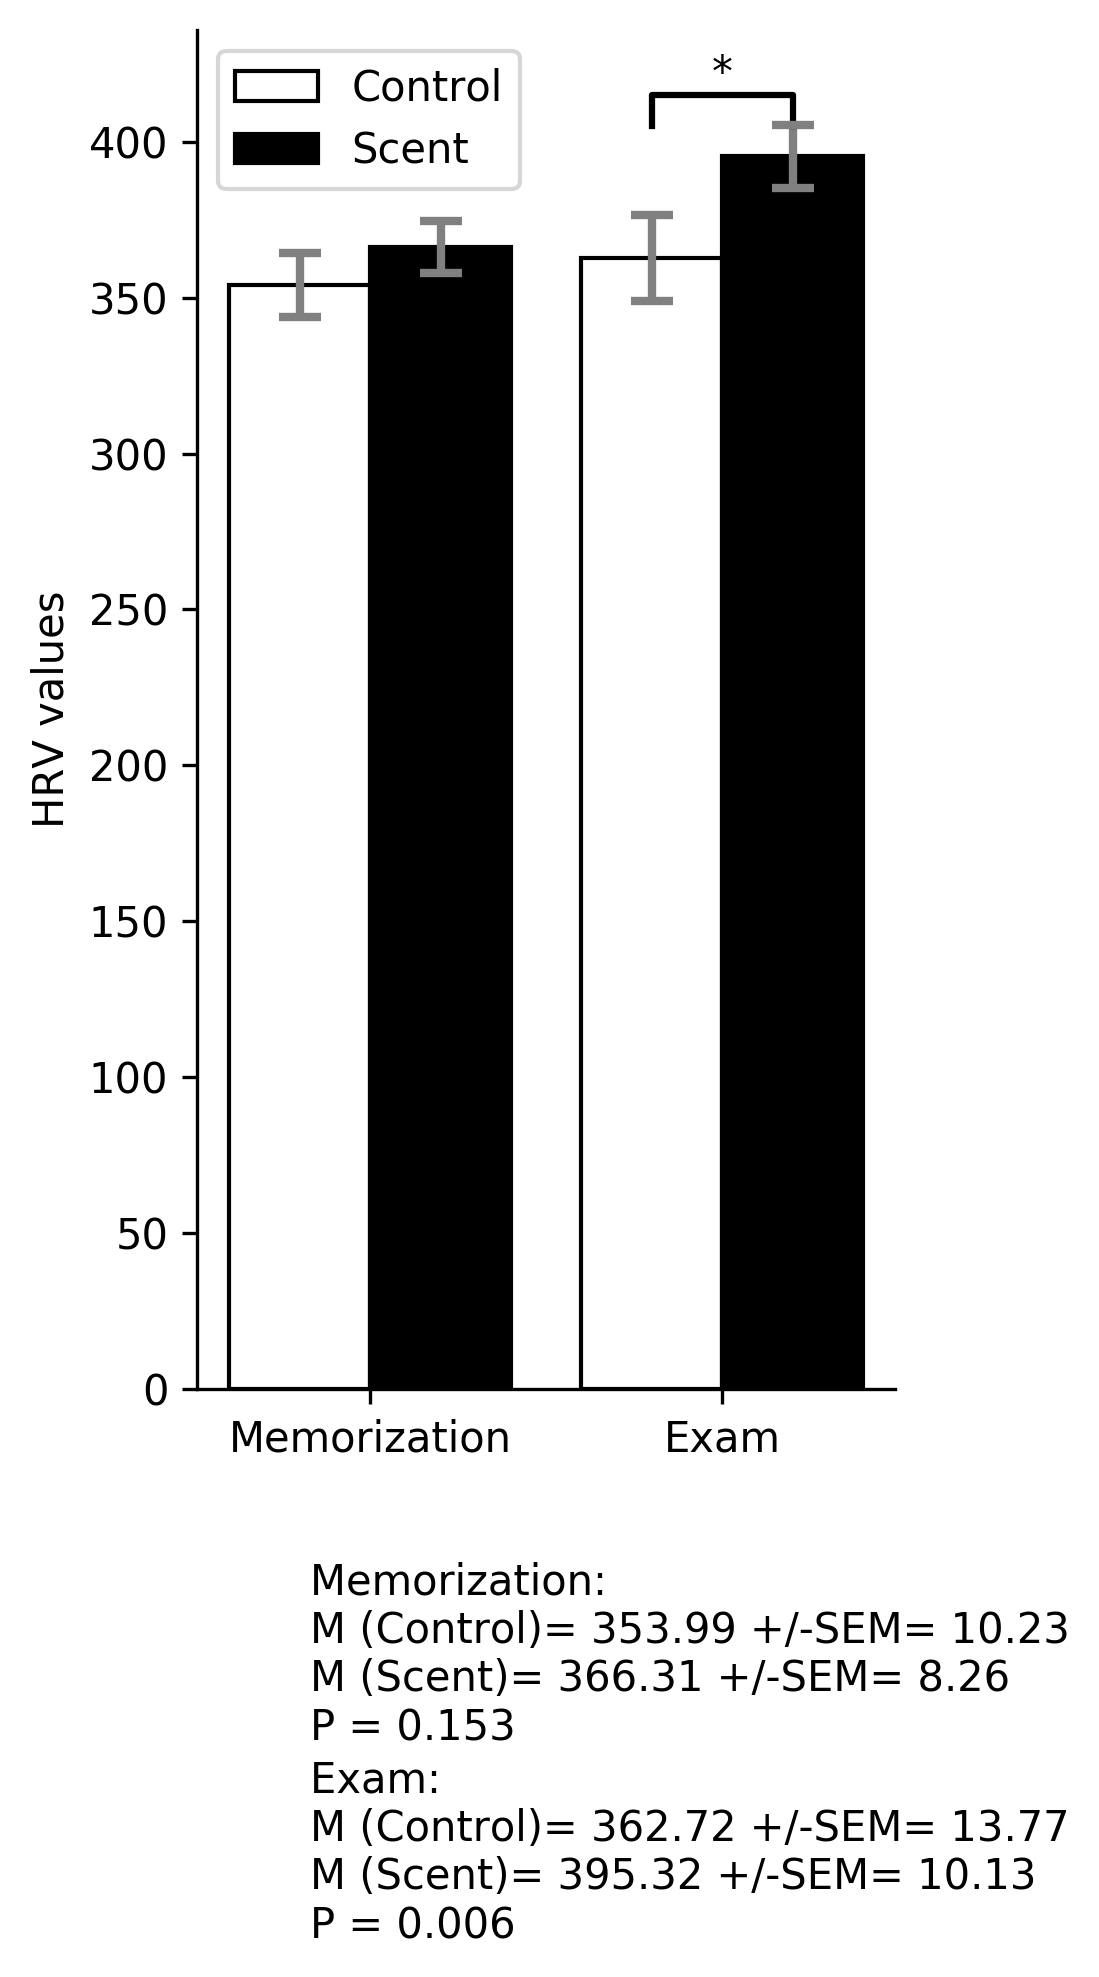 *
Control
Scent
400
350
300
250
200
150
100
50
0
HRV values
Memorization
Exam
Memorization:
M (Control)= 353.99 +/-SEM= 10.23
M (Scent)= 366.31 +/-SEM= 8.26
P = 0.153
Exam:
M (Control)= 362.72 +/-SEM= 13.77
M (Scent)= 395.32 +/-SEM= 10.13
P = 0.006